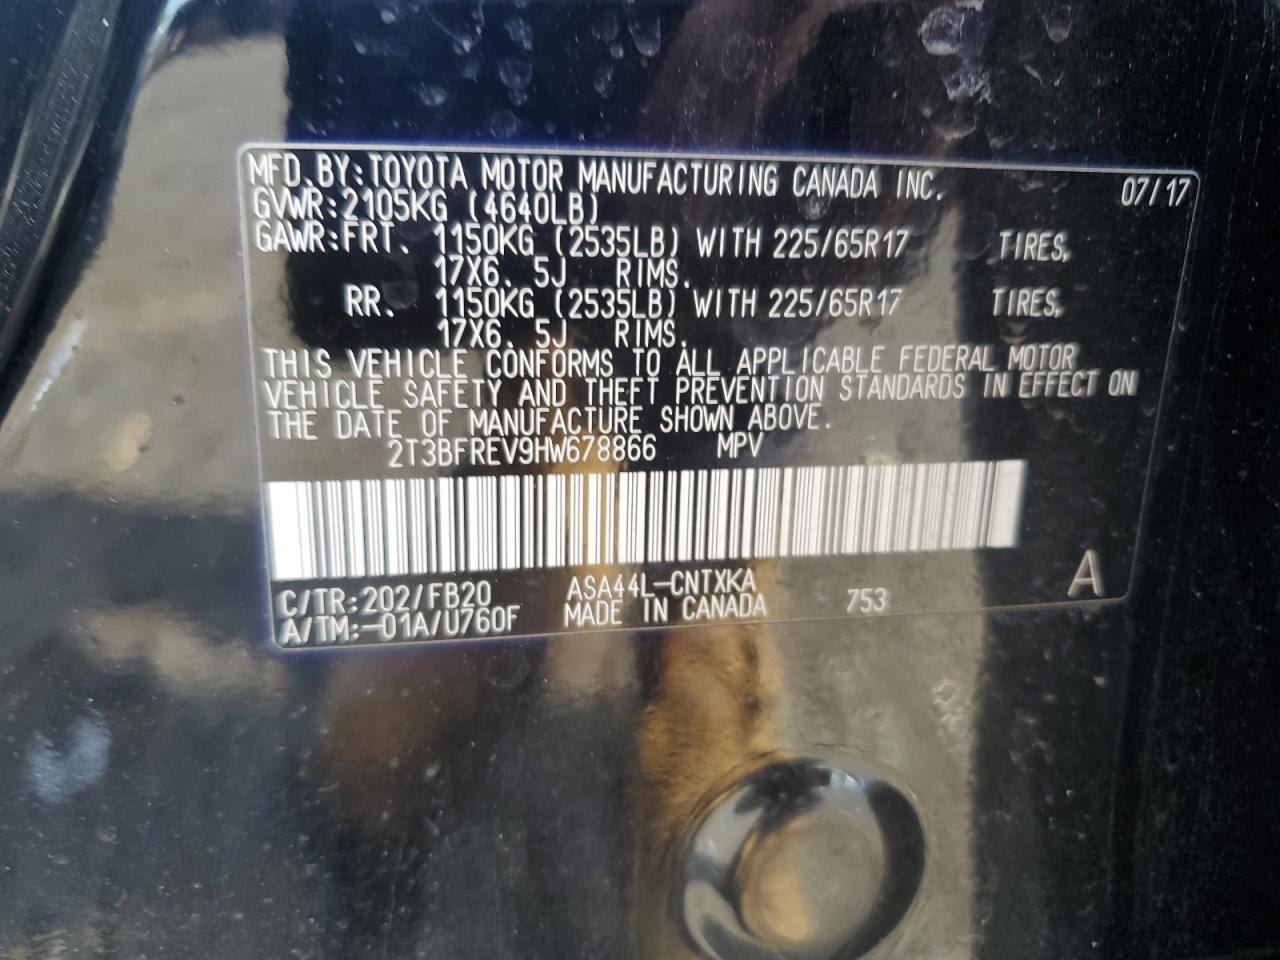 MFD.BY:TOYOTA MOTOR MANUFACTURING CANADA INC. 07/17
GVWR:2105KG (4640LB)
GAWR:FRT. 1150KG (2535LB) WITH 225/65R17 TIRES,
17X6.5J RIMS.
RR. 1150KG (2535LB) WITH 225/65R17 TIRES,
17X6.5J RIMS.
THIS VEHICLE CONFORMS TO ALL APPLICABLE FEDERAL MOTOR
VEHICLE SAFETY AND THEFT PREVENTION STANDARDS IN EFFECT ON
THE DATE OF MANUFACTURE SHOWN ABOVE.
2T3BFREV9HW678866 MPV
C/TR:202/FB20 ASA44L-CNTXKA A
A/TM:-01A/U760F MADE IN CANADA 753